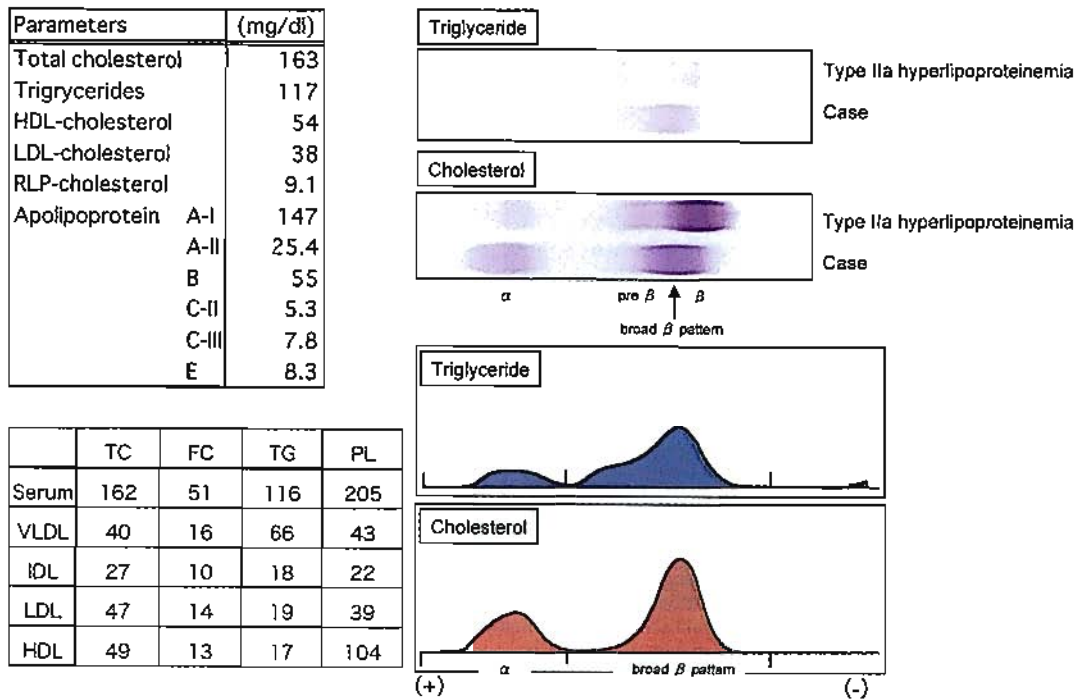 Parameters (mg/dl)
Total cholesterol 163
Trigrycerides 117
HDL-cholesterol 54
LDL-cholesterol 38
RLP-cholesterol 9.1
Apolipoprotein A-I 147
A-II 25.4
B 55
C-II 5.3
C-III 7.8
E 8.3
TC FC TG PL
Serum 162 51 116 205
VLDL 40 16 66 43
IDL 27 10 18 22
LDL 47 14 19 39
HDL 49 13 17 104
Triglyceride
Type IIa hyperlipoproteinemia
Case
Cholesterol
Type IIa hyperlipoproteinemia
Case
α pre β β
broad β pattern
Triglyceride
Cholesterol
α broad β pattern
(+) (-)